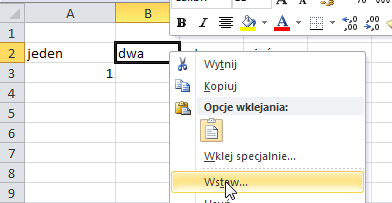 B I U A % 000
A B
1
2 jeden dwa
3 1
4
5
6
7
8
9
Wytnij
Kopiuj
Opcje wklejania:
Wklej specjalnie...
Wstaw...